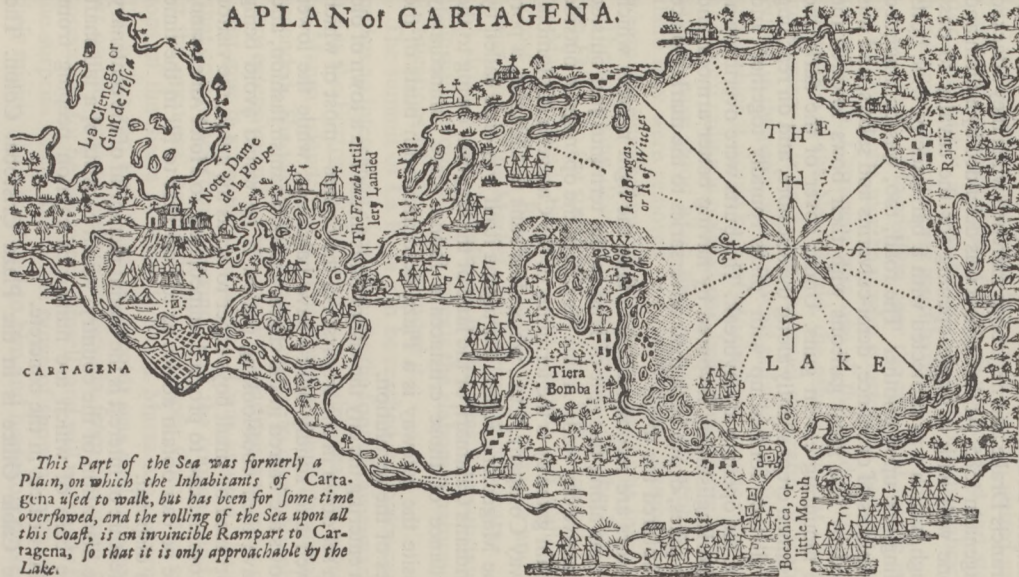 A PLAN of CARTAGENA.
La Cienega or
Gulf de Tesca
Notre Dame
de la Poupe
The French Artil-
lery Landed
I. de Brugas,
or Is. of Witches
THE
E
S
W
LAKE
Rajais
Tiera
Bomba
CARTAGENA
Bocachica, or
little Mouth
This Part of the Sea was formerly a
Plain, on which the Inhabitants of Carta-
gena used to walk, but has been for some time
overflowed, and the rolling of the Sea upon all
this Coaſt, is an invincible Rampart to Car-
tagena, ſo that it is only approachable by the
Lake.